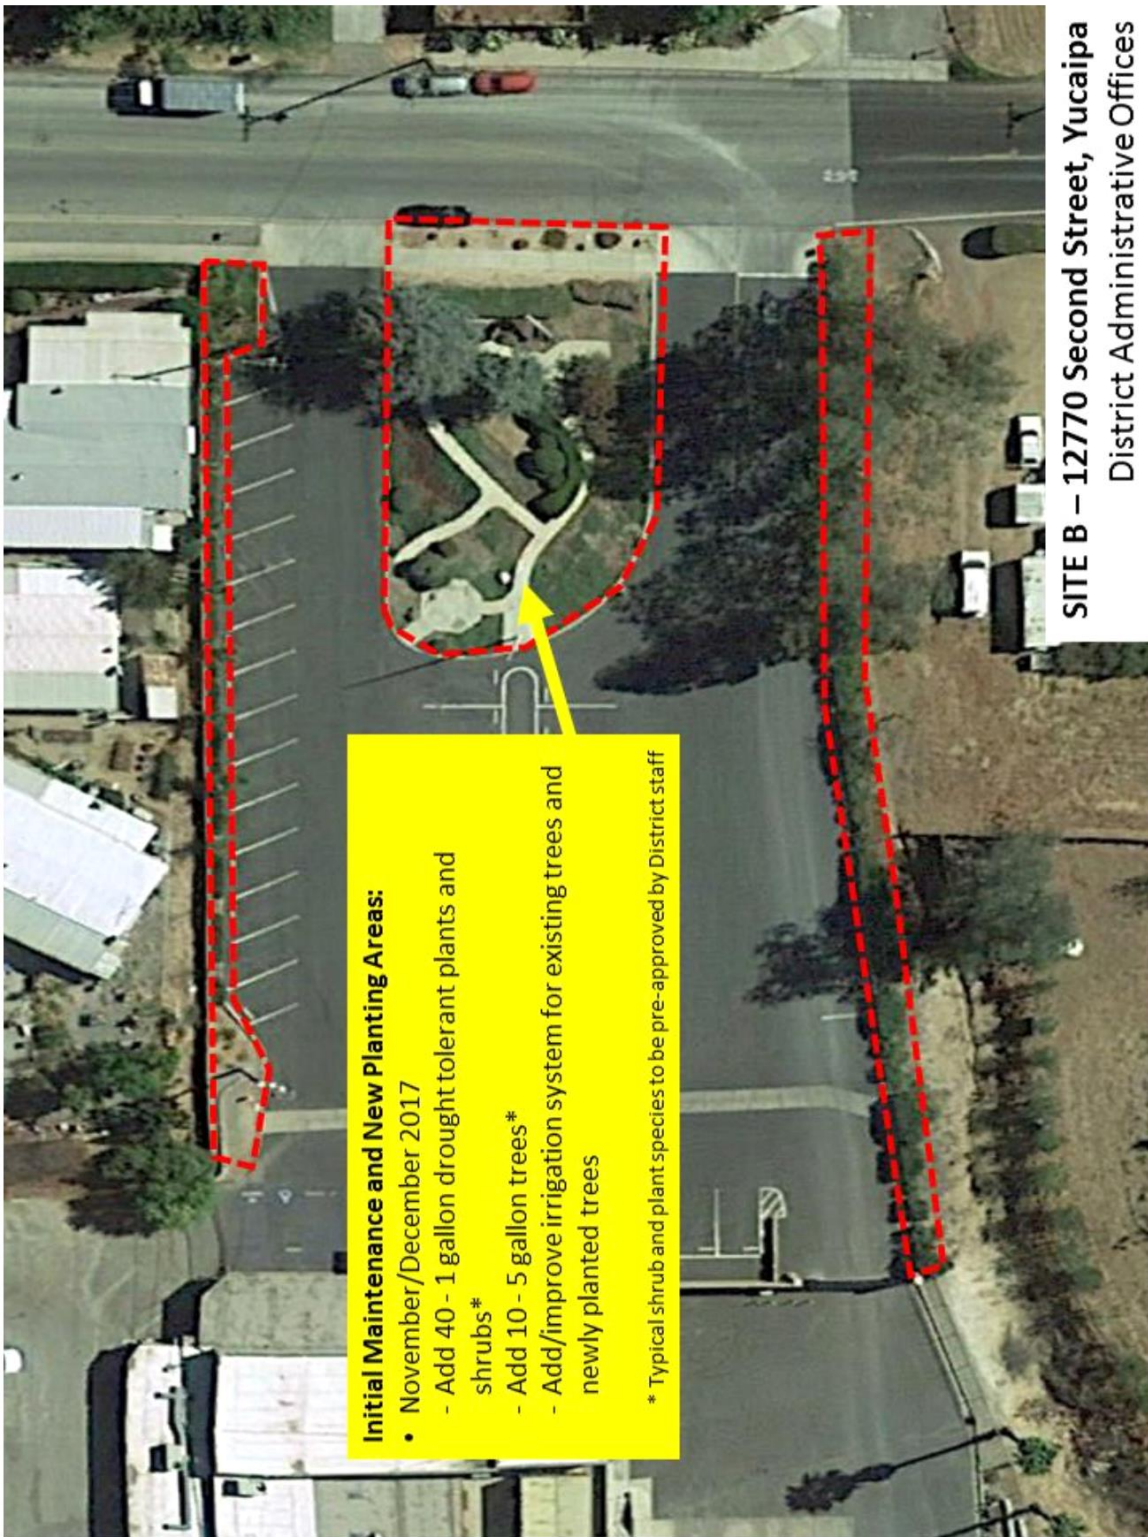 SITE B – 12770 Second Street, Yucaipa
District Administrative Offices
Initial Maintenance and New Planting Areas:
• November/December 2017
- Add 40 - 1 gallon drought tolerant plants and
shrubs*
- Add 10 - 5 gallon trees*
- Add/improve irrigation system for existing trees and
newly planted trees
* Typical shrub and plant species to be pre-approved by District staff